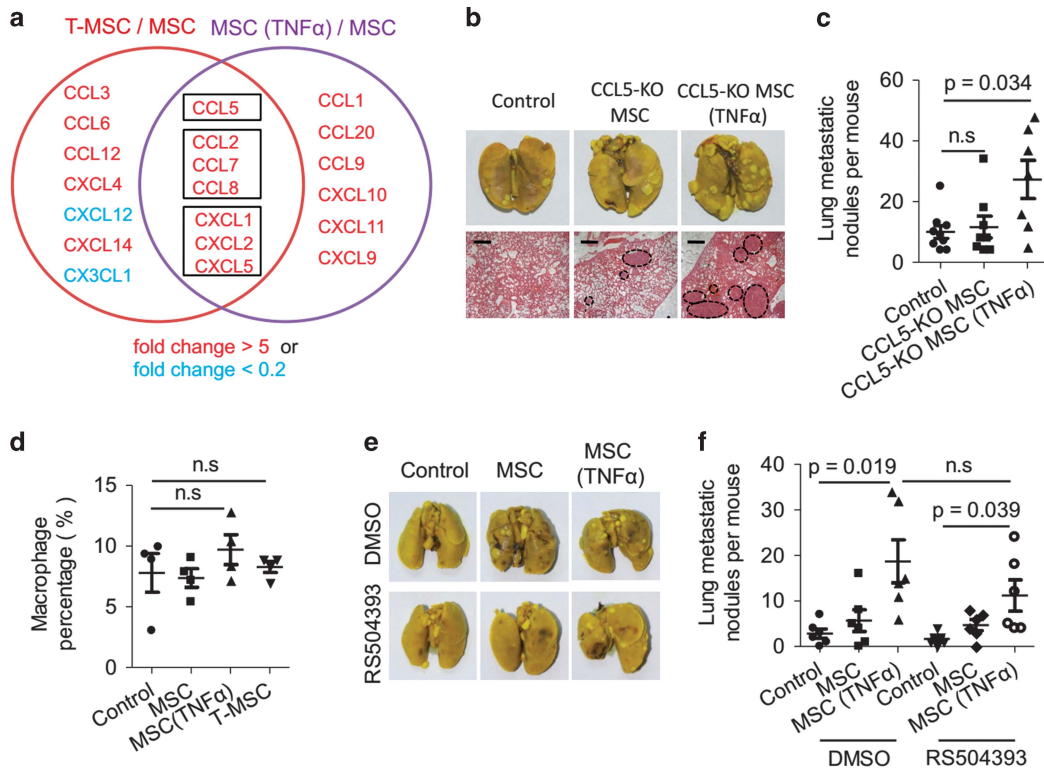 a
T-MSC / MSC
MSC (TNFα) / MSC
CCL3
CCL6
CCL12
CXCL4
CXCL12
CXCL14
CX3CL1
CCL5
CCL2
CCL7
CCL8
CXCL1
CXCL2
CXCL5
CCL1
CCL20
CCL9
CXCL10
CXCL11
CXCL9
fold change > 5 or
fold change < 0.2
b
Control
CCL5-KO
MSC
CCL5-KO MSC
(TNFα)
c
Lung metastatic
nodules per mouse
60
40
20
0
p = 0.034
n.s
Control
CCL5-KO MSC
CCL5-KO MSC (TNFα)
d
Macrophage
percentage ( % )
15
10
5
0
n.s
n.s
Control
MSC
MSC(TNFα)
T-MSC
e
Control
MSC
MSC
(TNFα)
DMSO
RS504393
f
Lung metastatic
nodules per mouse
40
30
20
10
0
p = 0.019
n.s
p = 0.039
Control
MSC
MSC (TNFα)
Control
MSC
MSC (TNFα)
DMSO
RS504393